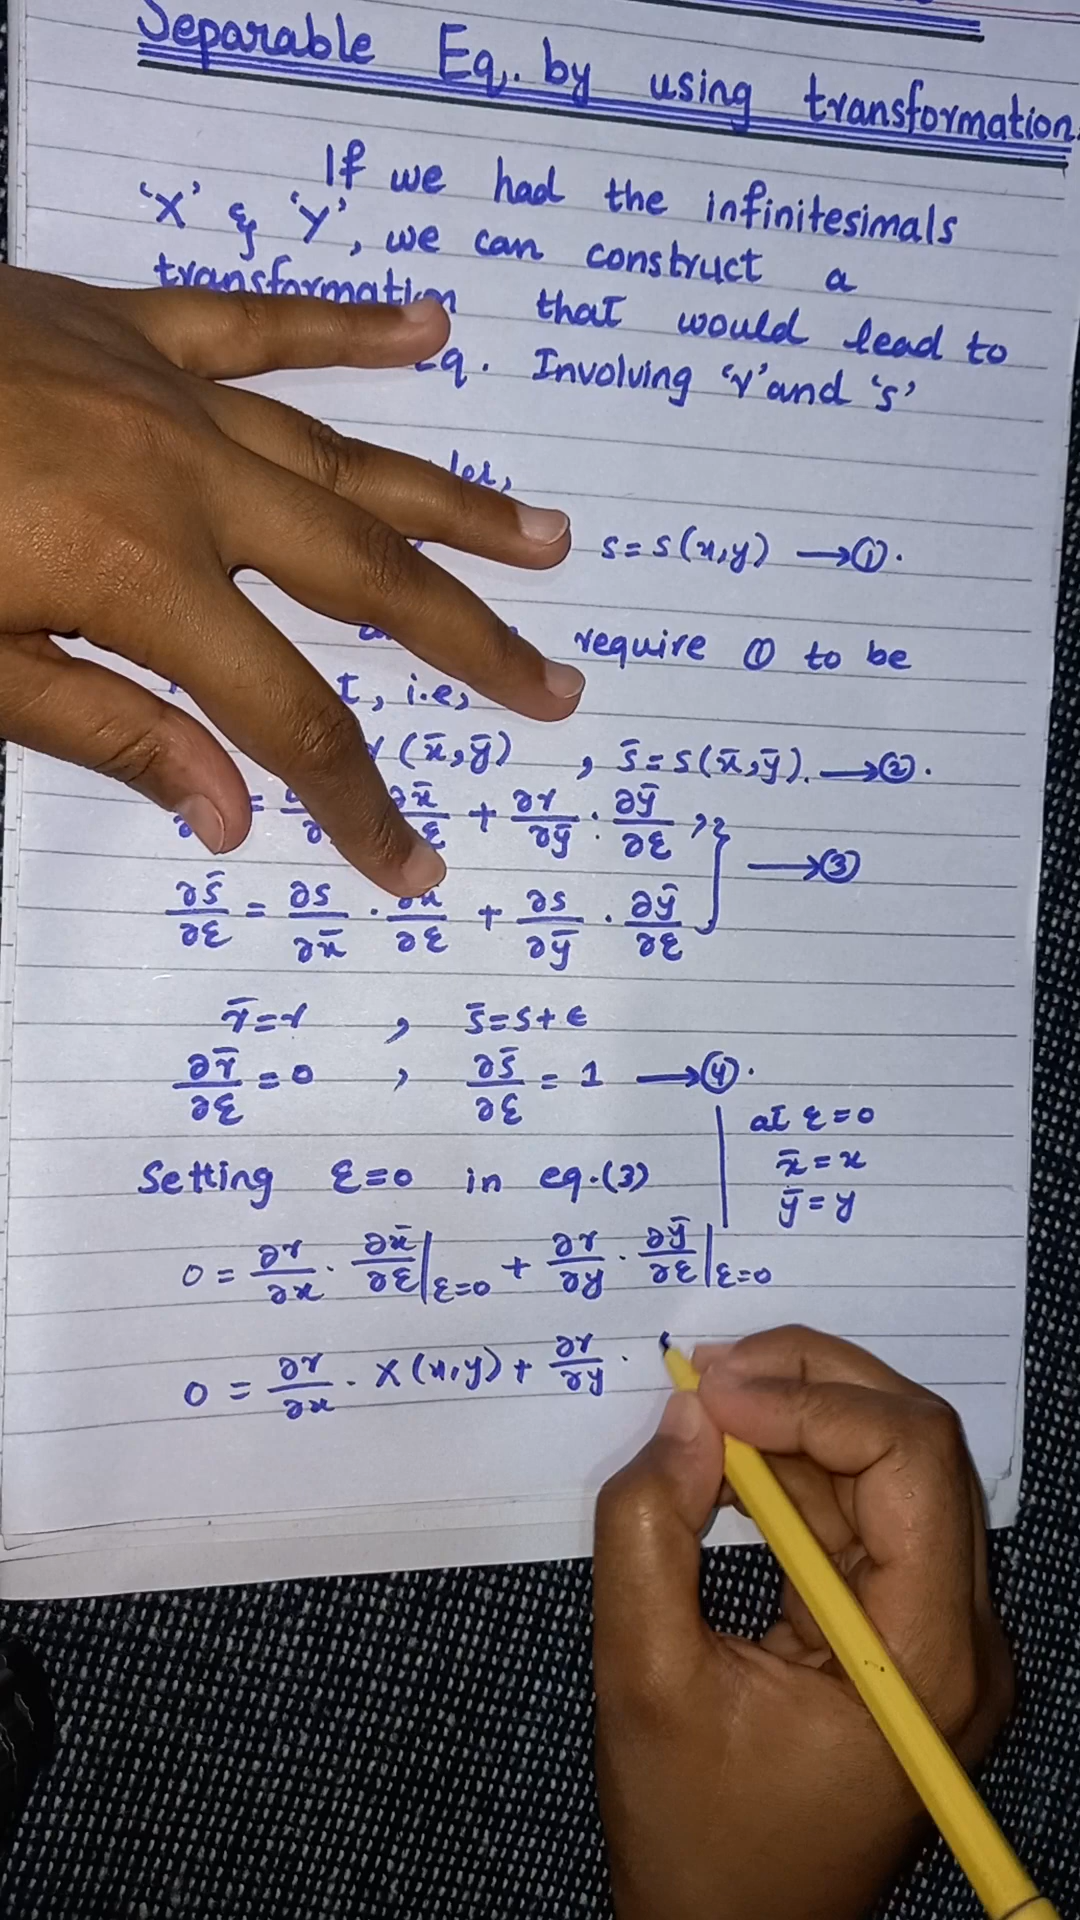 Separable Eq. by using transformation.
If we had the infinitesimals
'X' & 'Y', we can construct a
transformation that would lead to
Eq. Involving 'r' and 's'
s = s(x,y) → ①.
require ① to be
i.e,
r(x̄,ȳ) , s̄ = s(x̄,ȳ). → ②.
= ∂x̄/∂ε + ∂r/∂ȳ · ∂ȳ/∂ε , } → ③
∂s̄/∂ε = ∂s/∂x̄ · ∂x̄/∂ε + ∂s/∂ȳ · ∂ȳ/∂ε
r̄ = r , s̄ = s + ε
∂r̄/∂ε = 0 , ∂s̄/∂ε = 1 → ④.
Setting ε = 0 in eq.(3)
at ε = 0
x̄ = x
ȳ = y
0 = ∂r/∂x · ∂x̄/∂ε |ε=0 + ∂r/∂y · ∂ȳ/∂ε |ε=0
0 = ∂r/∂x · X(x,y) + ∂r/∂y ·